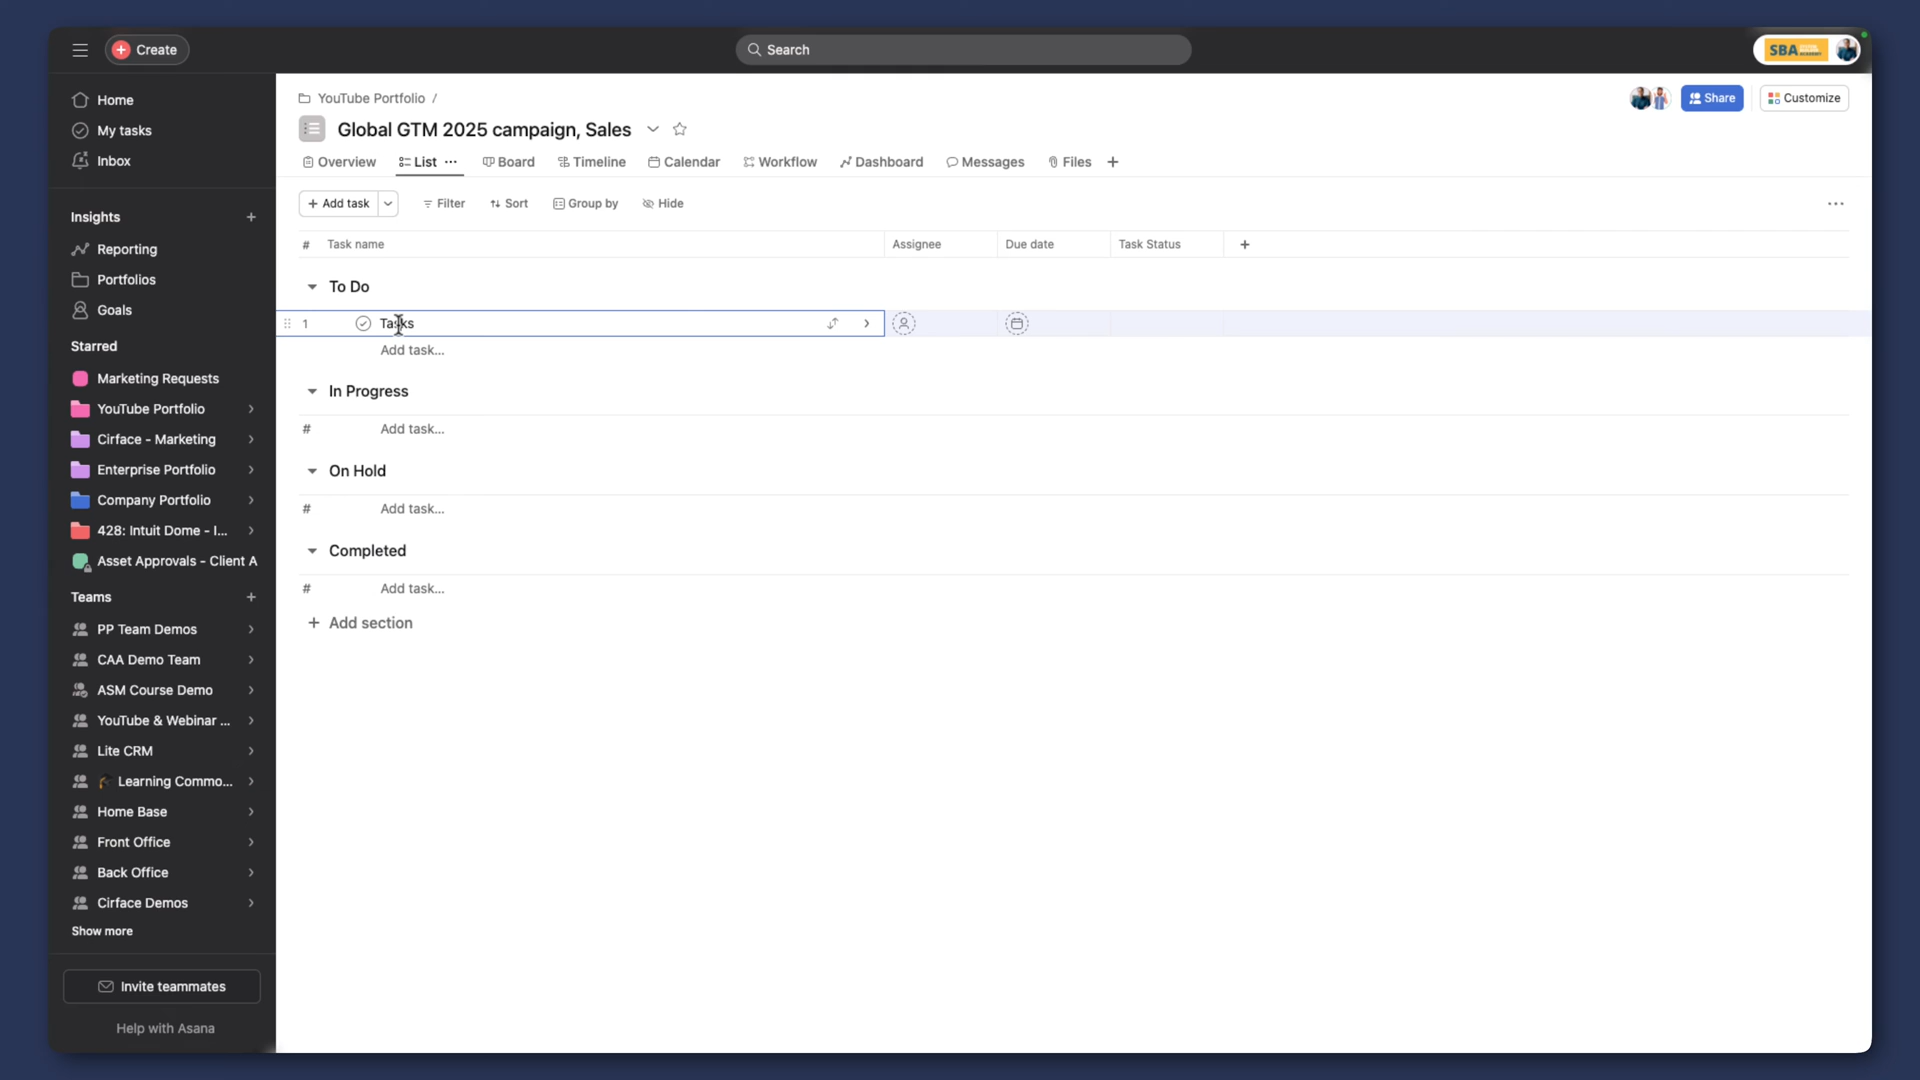 Create
Search
SBA
Home
My tasks
Inbox
Insights
Reporting
Portfolios
Goals
Starred
Marketing Requests
YouTube Portfolio
Cirface - Marketing
Enterprise Portfolio
Company Portfolio
428: Intuit Dome - I...
Asset Approvals - Client A
Teams
PP Team Demos
CAA Demo Team
ASM Course Demo
YouTube & Webinar ...
Lite CRM
Learning Commo...
Home Base
Front Office
Back Office
Cirface Demos
Show more
Invite teammates
Help with Asana
YouTube Portfolio /
Share
Customize
Global GTM 2025 campaign, Sales
Overview List ... Board Timeline Calendar Workflow Dashboard Messages Files +
+ Add task Filter Sort Group by Hide ...
# Task name Assignee Due date Task Status +
To Do
1 Tasks
Add task...
In Progress
# Add task...
On Hold
# Add task...
Completed
# Add task...
+ Add section